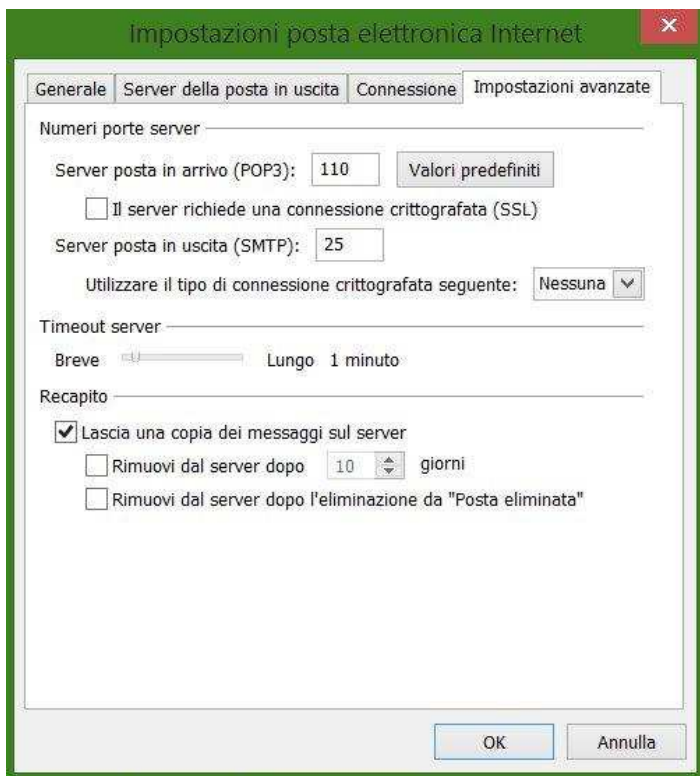 Impostazioni posta elettronica Internet
Generale Server della posta in uscita Connessione Impostazioni avanzate
Numeri porte server
Server posta in arrivo (POP3): 110 Valori predefiniti
Il server richiede una connessione crittografata (SSL)
Server posta in uscita (SMTP): 25
Utilizzare il tipo di connessione crittografata seguente: Nessuna
Timeout server
Breve Lungo 1 minuto
Recapito
Lascia una copia dei messaggi sul server
Rimuovi dal server dopo 10 giorni
Rimuovi dal server dopo l'eliminazione da "Posta eliminata"
OK Annulla